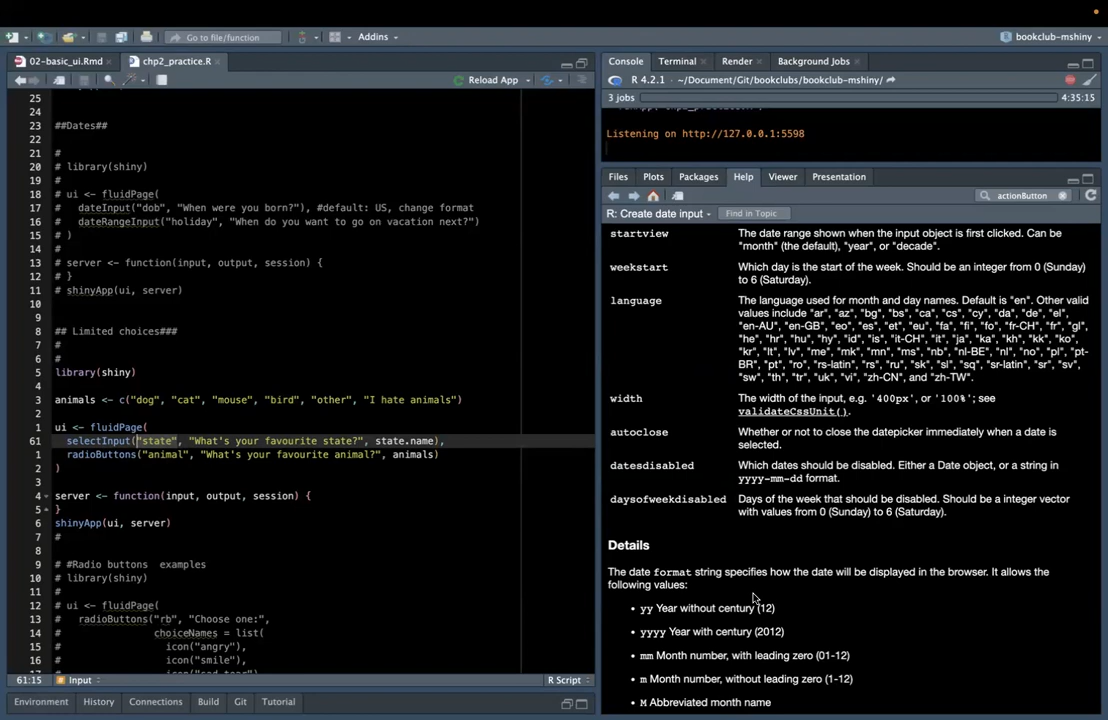 Go to file/function
Addins
bookclub-mshiny
02-basic_ui.Rmd
chp2_practice.R
Reload App
25
24
23 ##Dates##
22
21 #
20 # library(shiny)
19 #
18 # ui <- fluidPage(
17 #   dateInput("dob", "When were you born?"), #default: US, change format
16 #   dateRangeInput("holiday", "When do you want to go on vacation next?")
15 # )
14 #
13 # server <- function(input, output, session) {
12 # }
11 # shinyApp(ui, server)
10
9
8 ## Limited choices###
7 #
6 #
5 library(shiny)
4
3 animals <- c("dog", "cat", "mouse", "bird", "other", "I hate animals")
2
1 ui <- fluidPage(
61   selectInput("state", "What's your favourite state?", state.name),
1   radioButtons("animal", "What's your favourite animal?", animals)
2 )
3
4 server <- function(input, output, session) {
5 }
6 shinyApp(ui, server)
7 #
8
9 # #Radio buttons  examples
10 # library(shiny)
11 #
12 # ui <- fluidPage(
13 #   radioButtons("rb", "Choose one:",
14 #                choiceNames = list(
15 #                  icon("angry"),
16 #                  icon("smile"),
61:15 Input R Script
Environment History Connections Build Git Tutorial
Console Terminal Render Background Jobs
R 4.2.1 · ~/Document/Git/bookclubs/bookclub-mshiny/
3 jobs 4:35:15
Listening on http://127.0.0.1:5598
Files Plots Packages Help Viewer Presentation
actionButton
R: Create date input Find in Topic
startview The date range shown when the input object is first clicked. Can be
"month" (the default), "year", or "decade".
weekstart Which day is the start of the week. Should be an integer from 0 (Sunday)
to 6 (Saturday).
language The language used for month and day names. Default is "en". Other valid
values include "ar", "az", "bg", "bs", "ca", "cs", "cy", "da", "de", "el",
"en-AU", "en-GB", "eo", "es", "et", "eu", "fa", "fi", "fo", "fr-CH", "fr", "gl",
"he", "hr", "hu", "hy", "id", "is", "it-CH", "it", "ja", "ka", "kh", "kk", "ko",
"kr", "lt", "lv", "me", "mk", "mn", "ms", "nb", "nl-BE", "nl", "no", "pl", "pt-
BR", "pt", "ro", "rs-latin", "rs", "ru", "sk", "sl", "sq", "sr-latin", "sr", "sv",
"sw", "th", "tr", "uk", "vi", "zh-CN", and "zh-TW".
width The width of the input, e.g. '400px', or '100%'; see
validateCssUnit().
autoclose Whether or not to close the datepicker immediately when a date is
selected.
datesdisabled Which dates should be disabled. Either a Date object, or a string in
yyyy-mm-dd format.
daysofweekdisabled Days of the week that should be disabled. Should be a integer vector
with values from 0 (Sunday) to 6 (Saturday).
Details
The date format string specifies how the date will be displayed in the browser. It allows the
following values:
• yy Year without century (12)
• yyyy Year with century (2012)
• mm Month number, with leading zero (01-12)
• m Month number, without leading zero (1-12)
• M Abbreviated month name